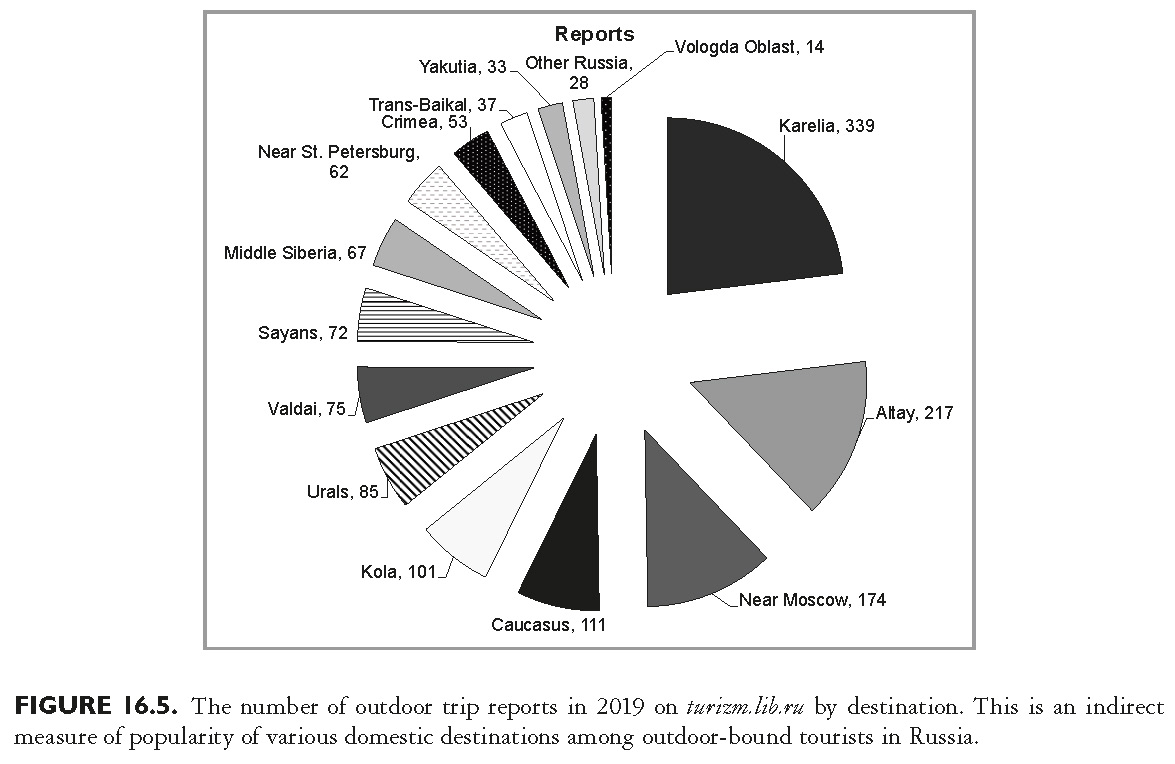 Reports
Vologda Oblast, 14
Other Russia,
28
Yakutia, 33
Trans-Baikal, 37
Crimea, 53
Near St. Petersburg,
62
Middle Siberia, 67
Sayans, 72
Valdai, 75
Urals, 85
Kola, 101
Caucasus, 111
Near Moscow, 174
Altay, 217
Karelia, 339
FIGURE 16.5. The number of outdoor trip reports in 2019 on turizm.lib.ru by destination. This is an indirect
measure of popularity of various domestic destinations among outdoor-bound tourists in Russia.